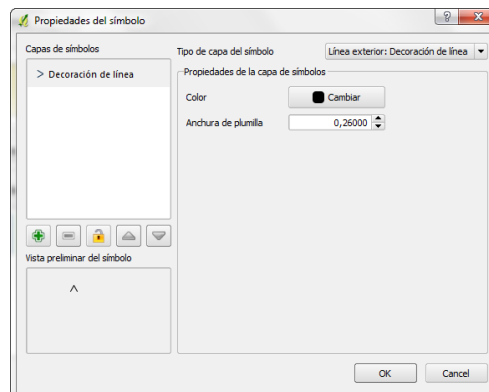 Propiedades del símbolo
Capas de símbolos
> Decoración de línea
Vista preliminar del símbolo
Tipo de capa del símbolo
Línea exterior: Decoración de línea
Propiedades de la capa de símbolos
Color
Cambiar
Anchura de plumilla
0,26000
OK
Cancel